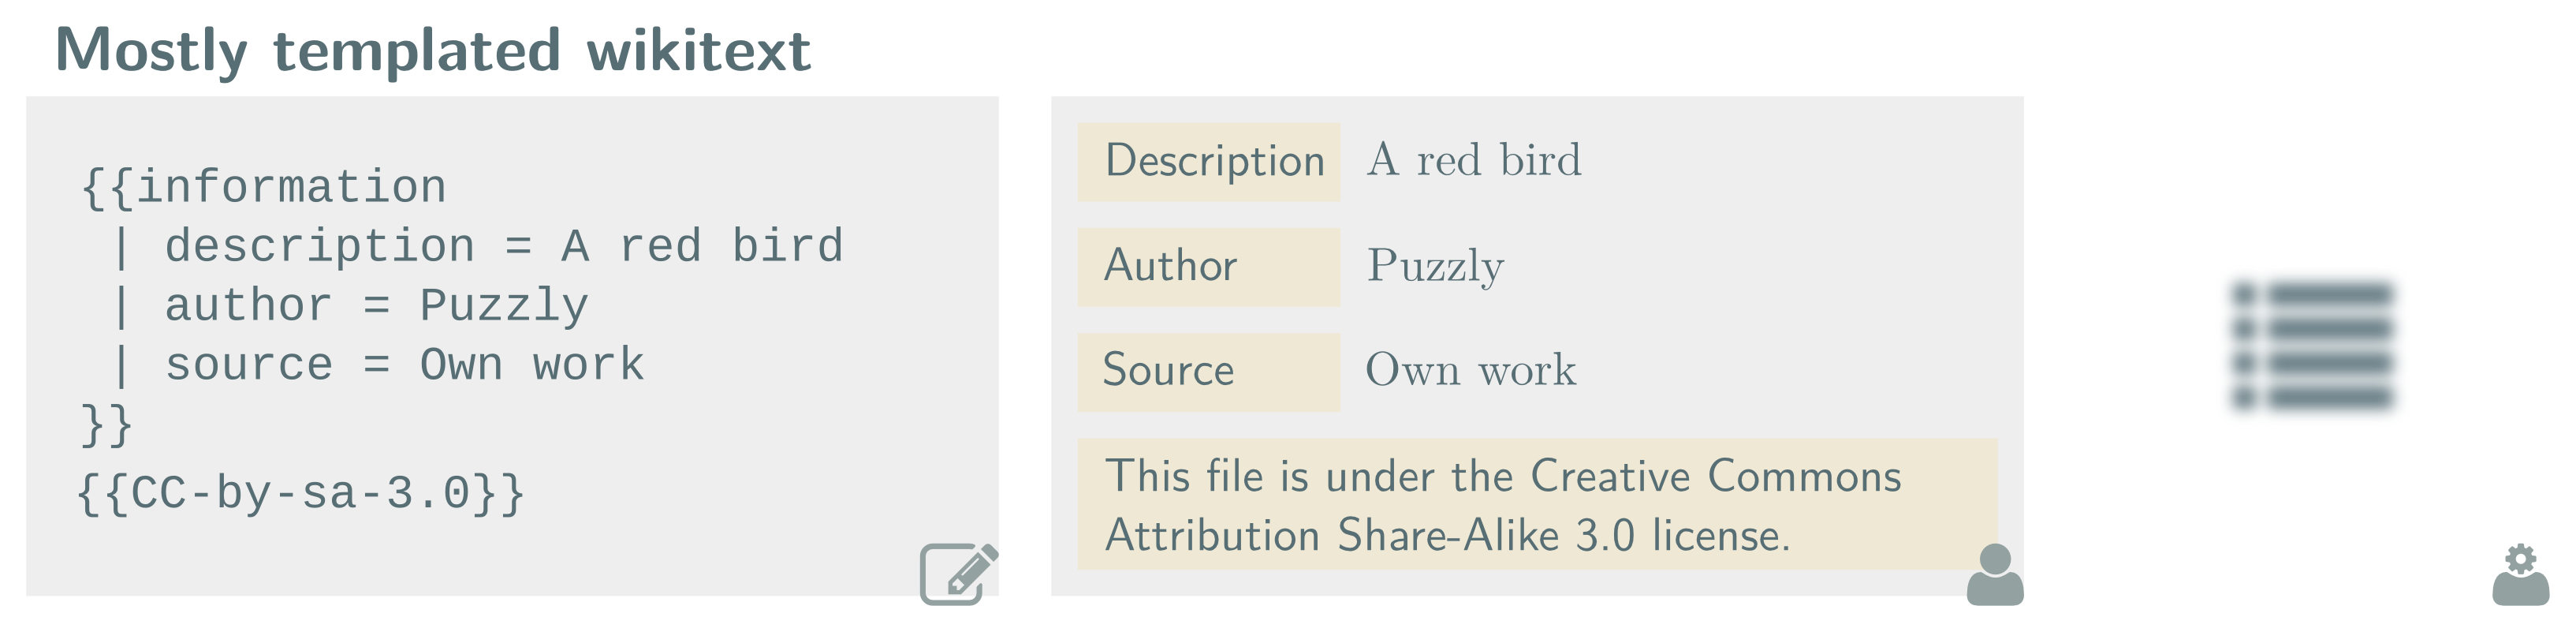 Mostly templated wikitext
{{information
| description = A red bird
| author = Puzzly
| source = Own work
}}
{{CC-by-sa-3.0}}
Description A red bird
Author Puzzly
Source Own work
This file is under the Creative Commons
Attribution Share-Alike 3.0 license.